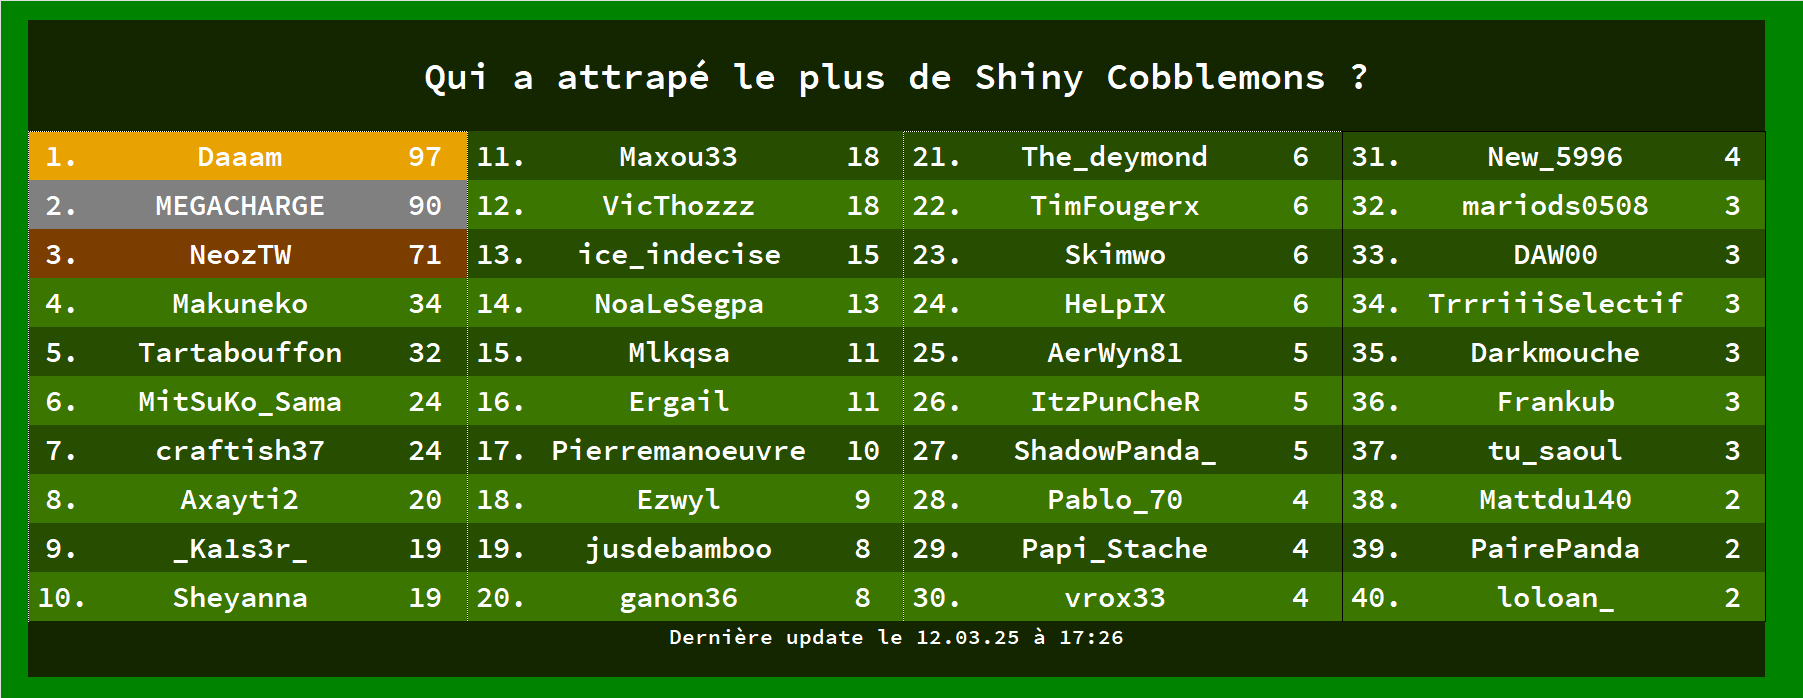 Qui a attrapé le plus de Shiny Cobblemons ?
1. Daaam 97 11. Maxou33 18 21. The_deymond 6 31. New_5996 4
2. MEGACHARGE 90 12. VicThozzz 18 22. TimFougerx 6 32. mariods0508 3
3. NeozTW 71 13. ice_indecise 15 23. Skimwo 6 33. DAW00 3
4. Makuneko 34 14. NoaLeSegpa 13 24. HeLpIX 6 34. TrrriiiSelectif 3
5. Tartabouffon 32 15. Mlkqsa 11 25. AerWyn81 5 35. Darkmouche 3
6. MitSuKo_Sama 24 16. Ergail 11 26. ItzPunCheR 5 36. Frankub 3
7. craftish37 24 17. Pierremanoeuvre 10 27. ShadowPanda_ 5 37. tu_saoul 3
8. Axayti2 20 18. Ezwyl 9 28. Pablo_70 4 38. Mattdu140 2
9. _Ka1s3r_ 19 19. jusdebamboo 8 29. Papi_Stache 4 39. PairePanda 2
10. Sheyanna 19 20. ganon36 8 30. vrox33 4 40. loloan_ 2
Dernière update le 12.03.25 à 17:26